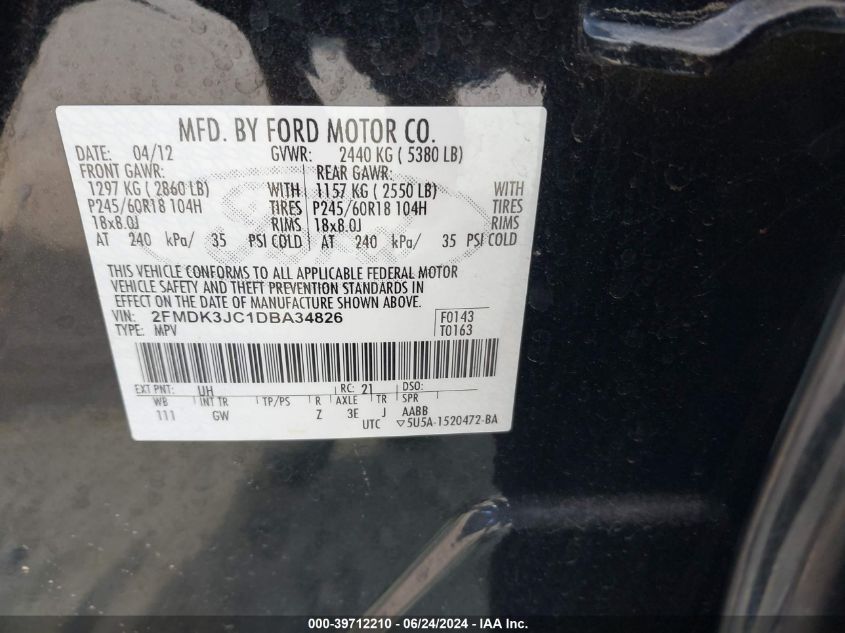 MFD. BY FORD MOTOR CO.
DATE: 04/12 GVWR: 2440 KG ( 5380 LB)
FRONT GAWR: REAR GAWR:
1297 KG ( 2860 LB) WITH 1157 KG ( 2550 LB) WITH
P245/60R18 104H TIRES P245/60R18 104H TIRES
18x8.0J RIMS 18x8.0J RIMS
AT 240 kPa/ 35 PSI COLD AT 240 kPa/ 35 PSI COLD
THIS VEHICLE CONFORMS TO ALL APPLICABLE FEDERAL MOTOR
VEHICLE SAFETY AND THEFT PREVENTION STANDARDS IN
EFFECT ON THE DATE OF MANUFACTURE SHOWN ABOVE.
VIN: 2FMDK3JC1DBA34826 F0143
TYPE: MPV T0163
EXT PNT: UH RC: 21 DSO:
WB INT TR TP/PS R AXLE TR SPR
111 GW Z 3E J AABB
UTC ▽5U5A-1520472-BA
000-39712210 - 06/24/2024 - IAA Inc.